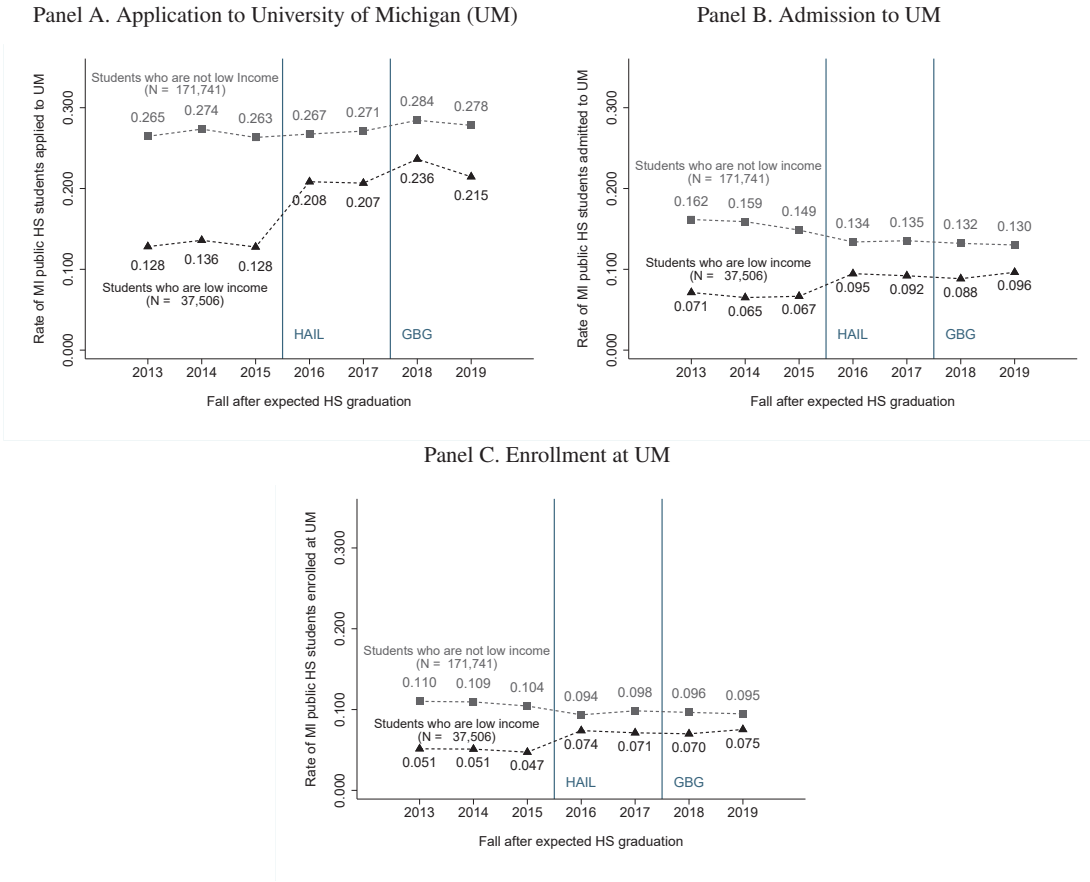 Panel A. Application to University of Michigan (UM)
Rate of MI public HS students applied to UM
0.300
0.200
0.100
0.000
Students who are not low Income
(N = 171,741)
0.265
0.274
0.263
0.267
0.271
0.284
0.278
0.128
0.136
0.128
0.208
0.207
0.236
0.215
Students who are low income
(N = 37,506)
HAIL
GBG
2013
2014
2015
2016
2017
2018
2019
Fall after expected HS graduation
Panel B. Admission to UM
Rate of MI public HS students admitted to UM
0.300
0.200
0.100
0.000
Students who are not low income
(N = 171,741)
0.162
0.159
0.149
0.134
0.135
0.132
0.130
Students who are low income
(N = 37,506)
0.071
0.065
0.067
0.095
0.092
0.088
0.096
HAIL
GBG
2013
2014
2015
2016
2017
2018
2019
Fall after expected HS graduation
Panel C. Enrollment at UM
Rate of MI public HS students enrolled at UM
0.300
0.200
0.100
0.000
Students who are not low income
(N = 171,741)
0.110
0.109
0.104
0.094
0.098
0.096
0.095
Students who are low income
(N = 37,506)
0.051
0.051
0.047
0.074
0.071
0.070
0.075
HAIL
GBG
2013
2014
2015
2016
2017
2018
2019
Fall after expected HS graduation